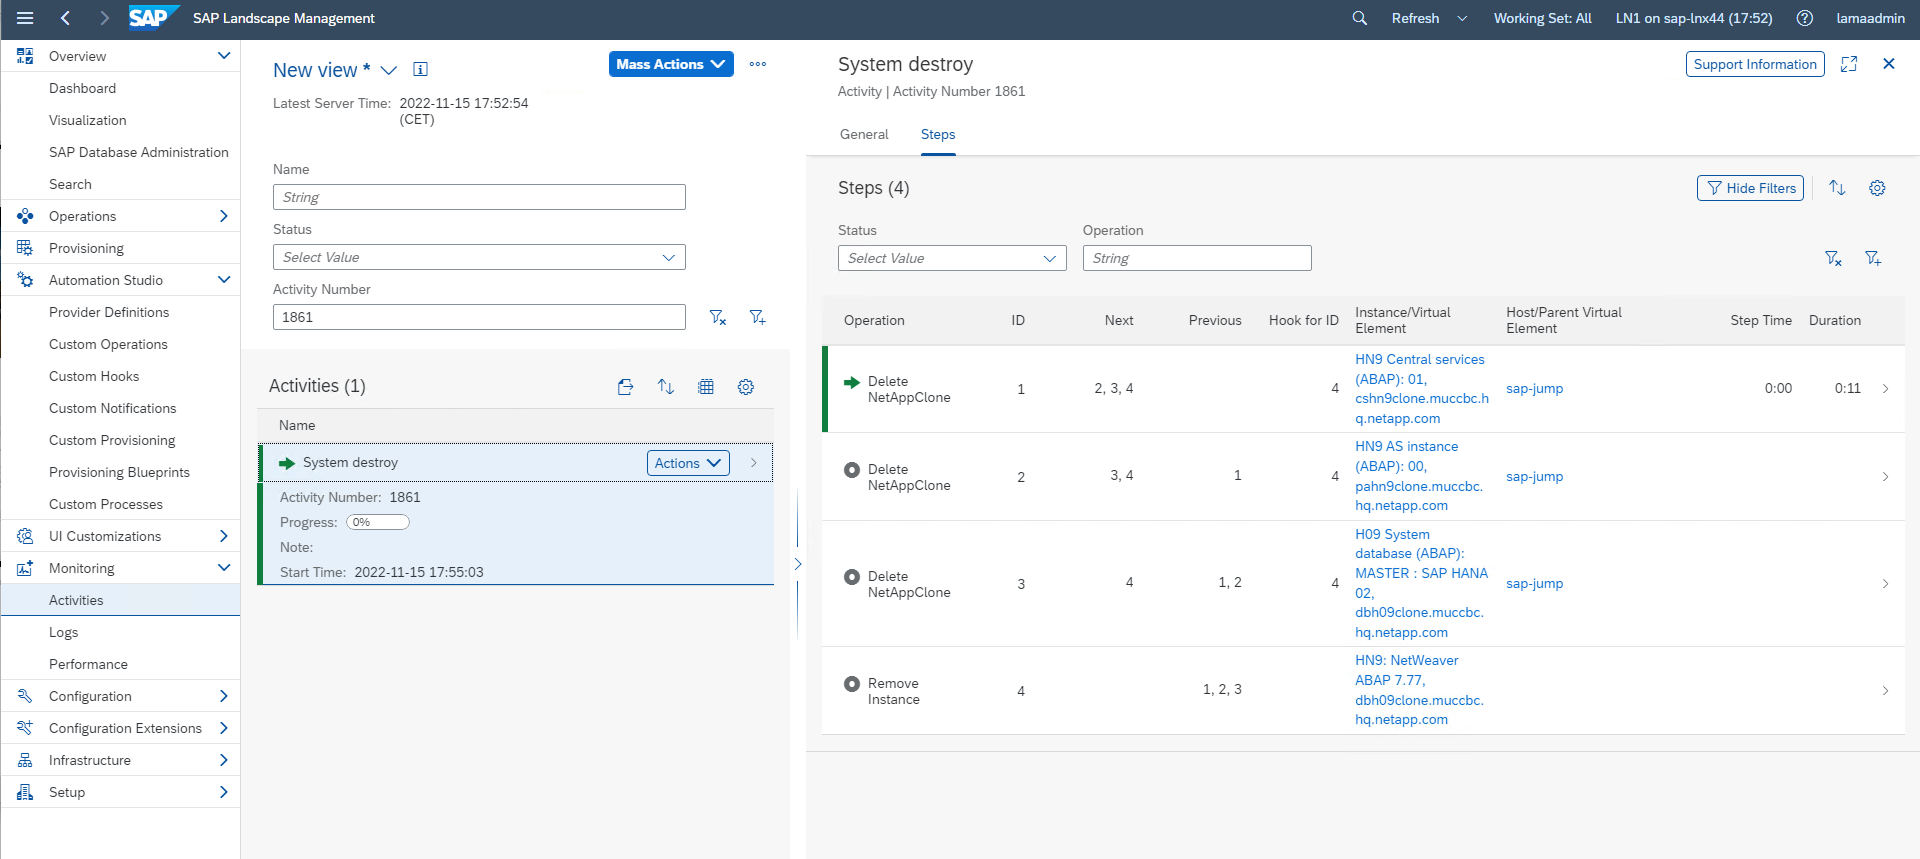 SAP
SAP Landscape Management
Refresh
Working Set: All
LN1 on sap-lnx44 (17:52)
lamaadmin
Overview
Dashboard
Visualization
SAP Database Administration
Search
Operations
Provisioning
Automation Studio
Provider Definitions
Custom Operations
Custom Hooks
Custom Notifications
Custom Provisioning
Provisioning Blueprints
Custom Processes
UI Customizations
Monitoring
Activities
Logs
Performance
Configuration
Configuration Extensions
Infrastructure
Setup
New view *
Mass Actions
Latest Server Time: 2022-11-15 17:52:54
(CET)
Name
String
Status
Select Value
Activity Number
1861
Activities (1)
Name
System destroy
Actions
Activity Number: 1861
Progress: 0%
Note:
Start Time: 2022-11-15 17:55:03
System destroy
Support Information
Activity | Activity Number 1861
General
Steps
Steps (4)
Hide Filters
Status
Operation
Select Value
String
Operation
ID
Next
Previous
Hook for ID
Instance/Virtual
Element
Host/Parent Virtual
Element
Step Time
Duration
Delete
NetAppClone
1
2, 3, 4
4
HN9 Central services
(ABAP): 01,
cshn9clone.muccbc.h
q.netapp.com
sap-jump
0:00
0:11
Delete
NetAppClone
2
3, 4
1
4
HN9 AS instance
(ABAP): 00,
pahn9clone.muccbc.
hq.netapp.com
sap-jump
Delete
NetAppClone
3
4
1, 2
4
H09 System
database (ABAP):
MASTER : SAP HANA
02,
dbh09clone.muccbc.
hq.netapp.com
sap-jump
Remove
Instance
4
1, 2, 3
HN9: NetWeaver
ABAP 7.77,
dbh09clone.muccbc.
hq.netapp.com